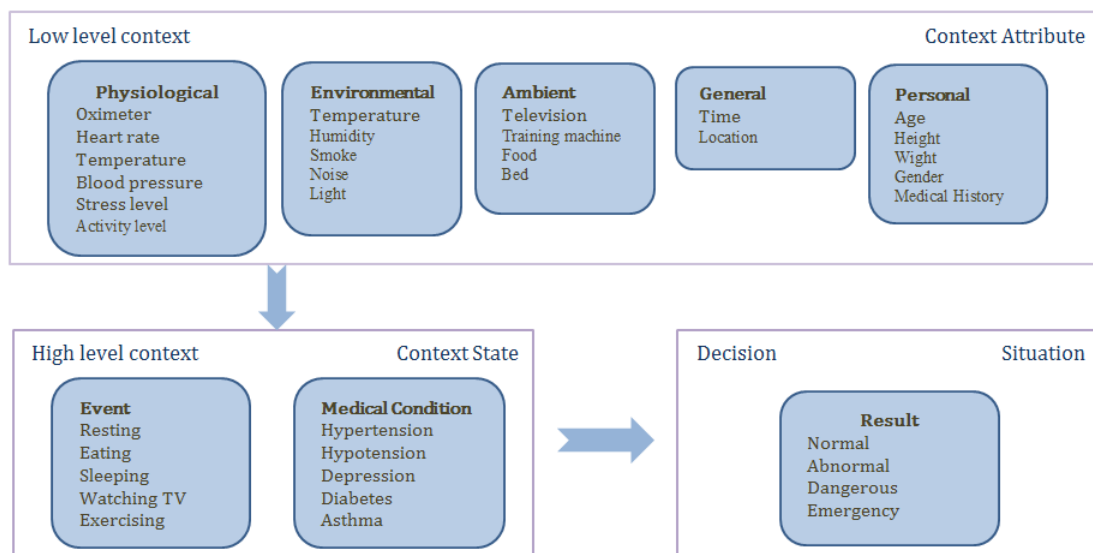 Low level context
Context Attribute
Physiological
Oximeter
Heart rate
Temperature
Blood pressure
Stress level
Activity level
Environmental
Temperature
Humidity
Smoke
Noise
Light
Ambient
Television
Training machine
Food
Bed
General
Time
Location
Personal
Age
Height
Wight
Gender
Medical History
High level context
Context State
Event
Resting
Eating
Sleeping
Watching TV
Exercising
Medical Condition
Hypertension
Hypotension
Depression
Diabetes
Asthma
Decision
Situation
Result
Normal
Abnormal
Dangerous
Emergency